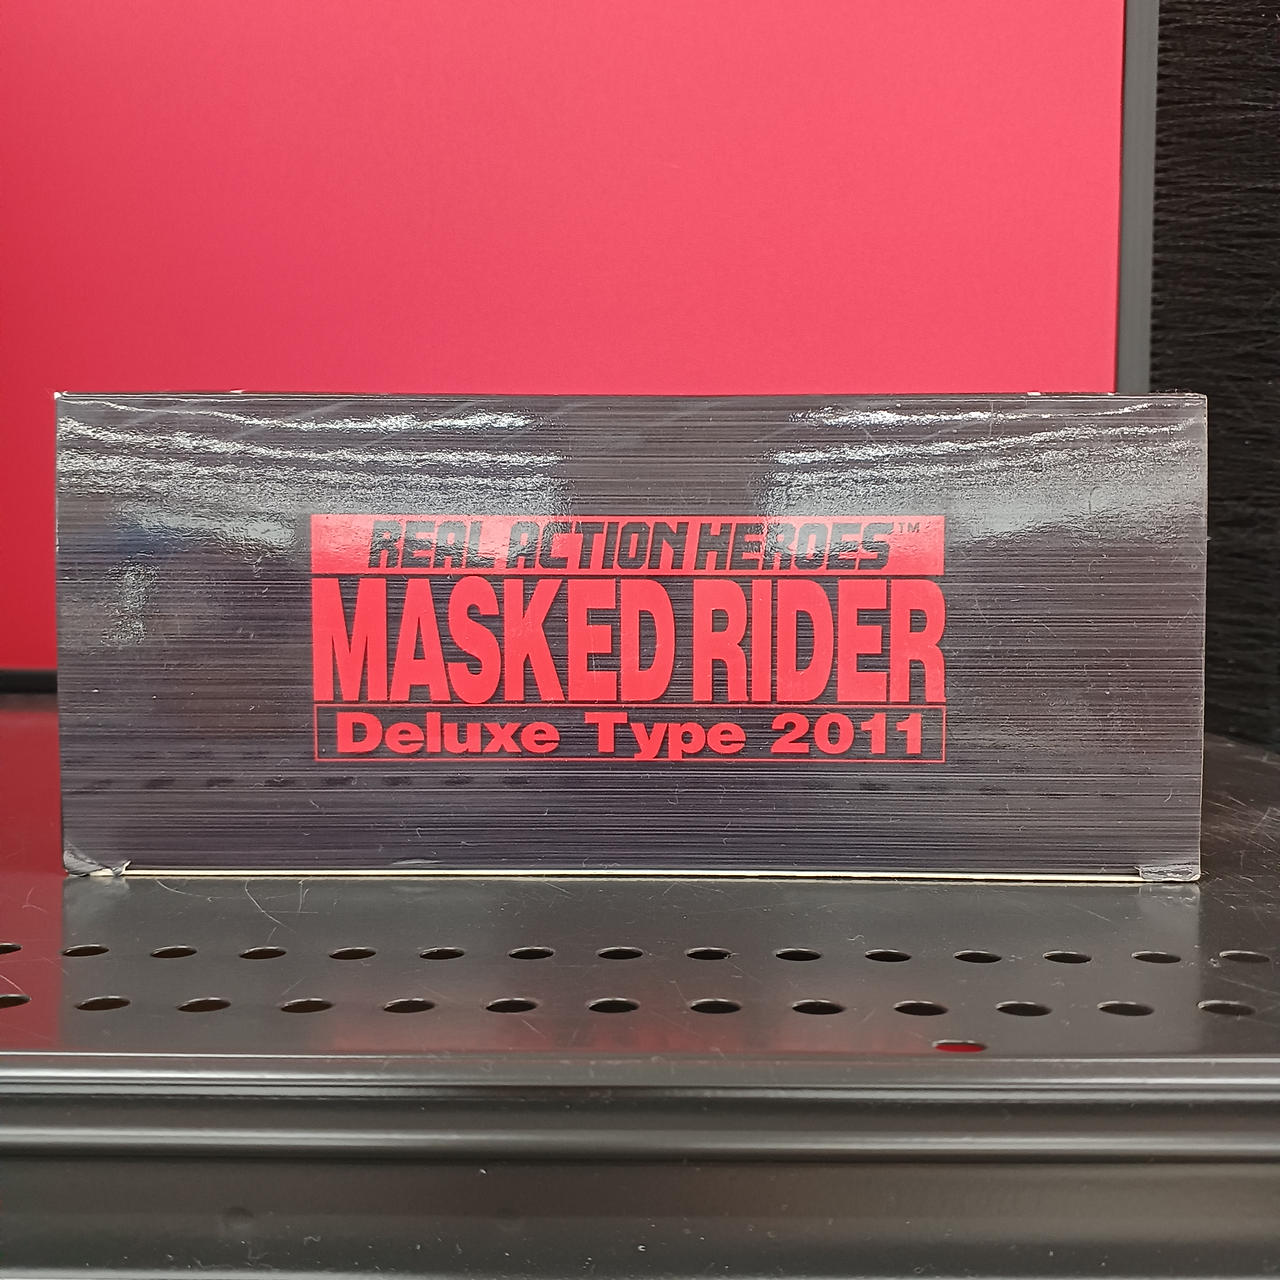 REAL ACTION HEROES™
MASKED RIDER
Deluxe Type 2011